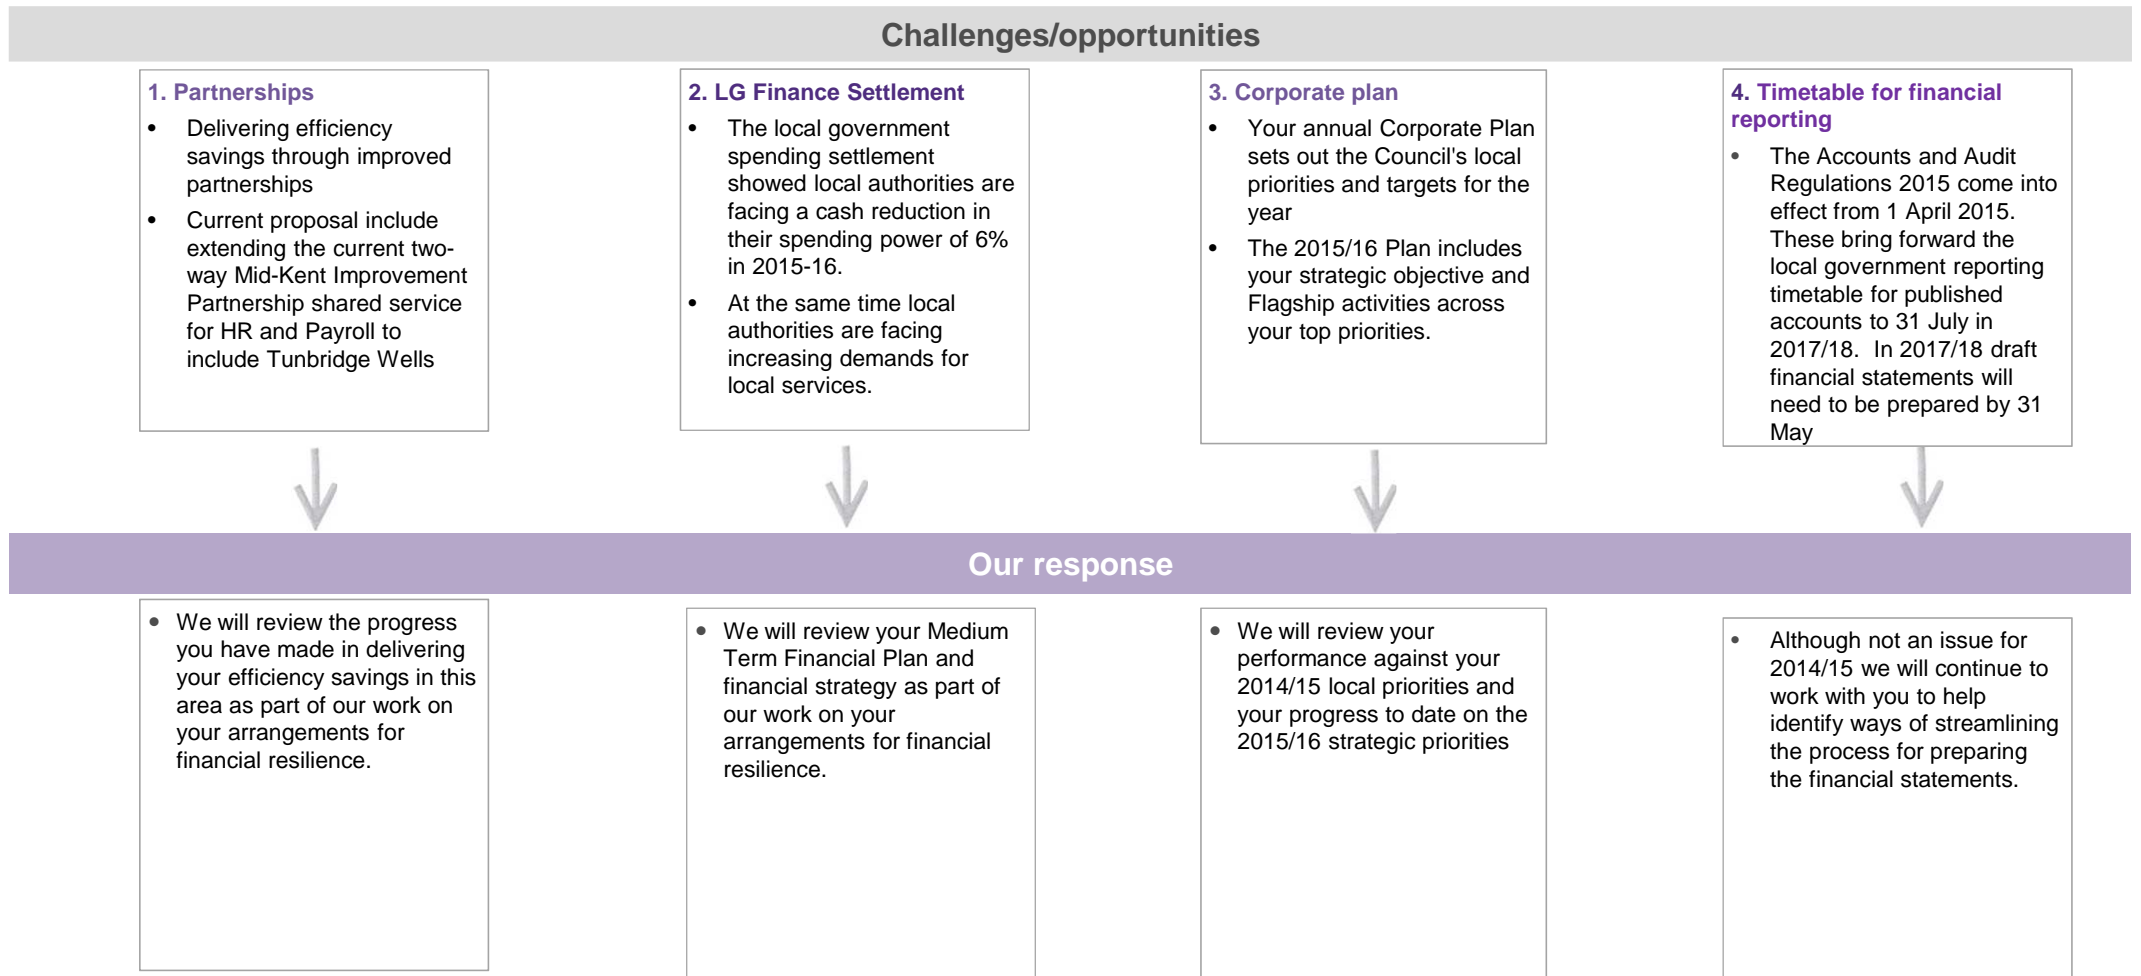 Challenges/opportunities
1. Partnerships
• Delivering efficiency
savings through improved
partnerships
• Current proposal include
extending the current two-
way Mid-Kent Improvement
Partnership shared service
for HR and Payroll to
include Tunbridge Wells
2. LG Finance Settlement
• The local government
spending settlement
showed local authorities are
facing a cash reduction in
their spending power of 6%
in 2015-16.
• At the same time local
authorities are facing
increasing demands for
local services.
3. Corporate plan
• Your annual Corporate Plan
sets out the Council's local
priorities and targets for the
year
• The 2015/16 Plan includes
your strategic objective and
Flagship activities across
your top priorities.
4. Timetable for financial
reporting
• The Accounts and Audit
Regulations 2015 come into
effect from 1 April 2015.
These bring forward the
local government reporting
timetable for published
accounts to 31 July in
2017/18.  In 2017/18 draft
financial statements will
need to be prepared by 31
May
Our response
• We will review the progress
you have made in delivering
your efficiency savings in this
area as part of our work on
your arrangements for
financial resilience.
• We will review your Medium
Term Financial Plan and
financial strategy as part of
our work on your
arrangements for financial
resilience.
• We will review your
performance against your
2014/15 local priorities and
your progress to date on the
2015/16 strategic priorities
• Although not an issue for
2014/15 we will continue to
work with you to help
identify ways of streamlining
the process for preparing
the financial statements.